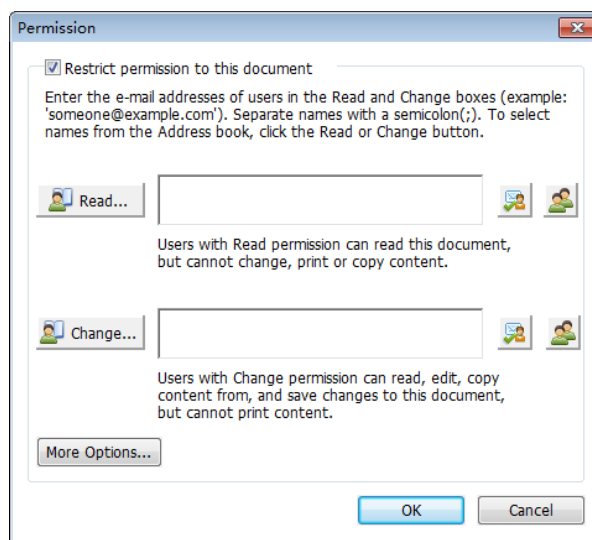 Permission
Restrict permission to this document
Enter the e-mail addresses of users in the Read and Change boxes (example:
'someone@example.com'). Separate names with a semicolon(;). To select
names from the Address book, click the Read or Change button.
Read...
Users with Read permission can read this document,
but cannot change, print or copy content.
Change...
Users with Change permission can read, edit, copy
content from, and save changes to this document,
but cannot print content.
More Options...
OK
Cancel